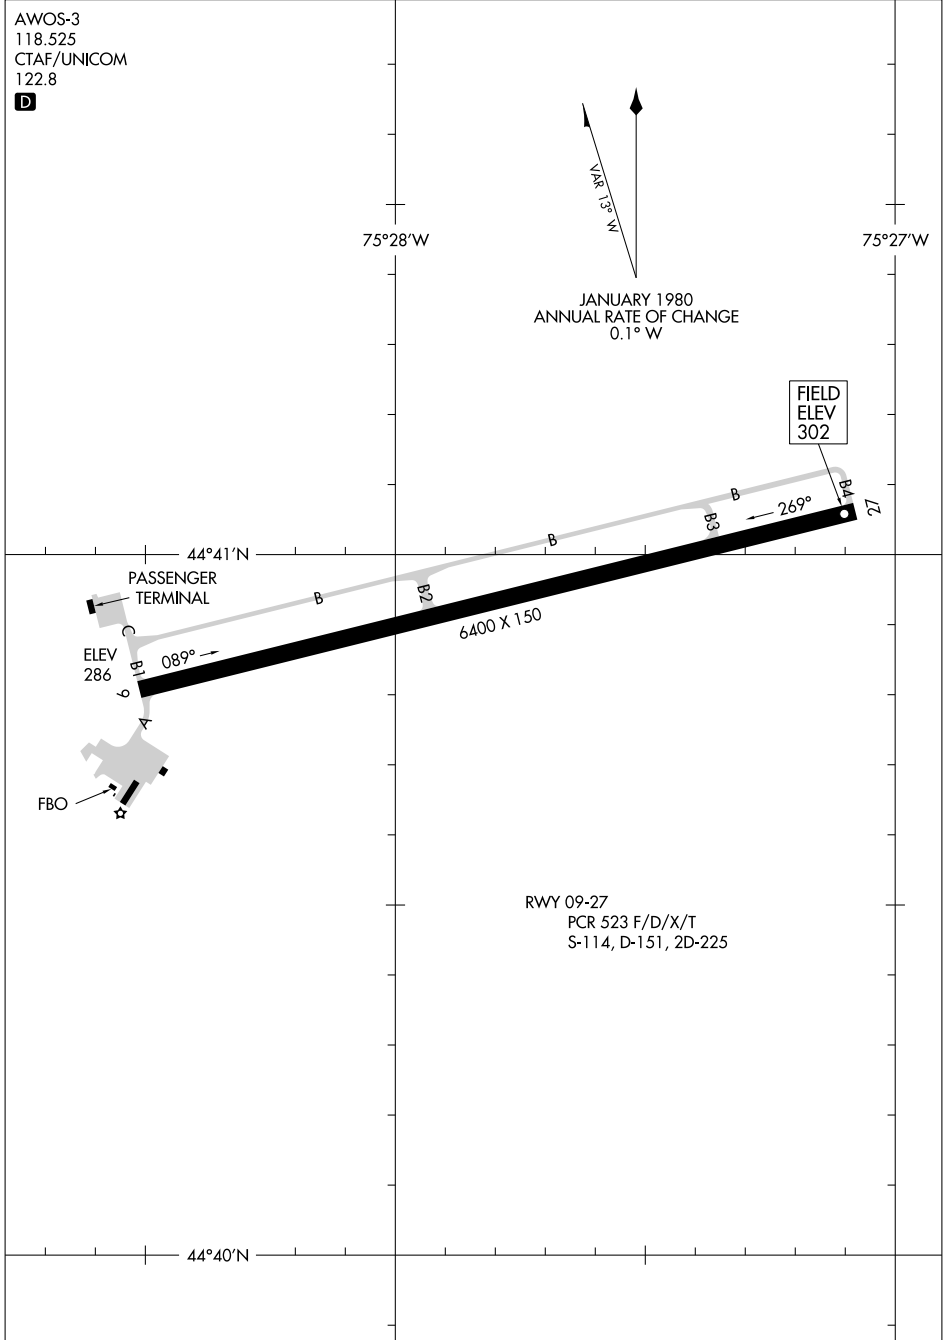 AWOS-3
118.525
CTAF/UNICOM
122.8
D
VAR 13° W
75°28'W
75°27'W
JANUARY 1980
ANNUAL RATE OF CHANGE
0.1° W
FIELD
ELEV
302
B4
27
B
269°
B3
B
44°41'N
PASSENGER
TERMINAL
B
B2
6400 X 150
C
ELEV
286
B1
089°
9
A
FBO
RWY 09-27
PCR 523 F/D/X/T
S-114, D-151, 2D-225
44°40'N